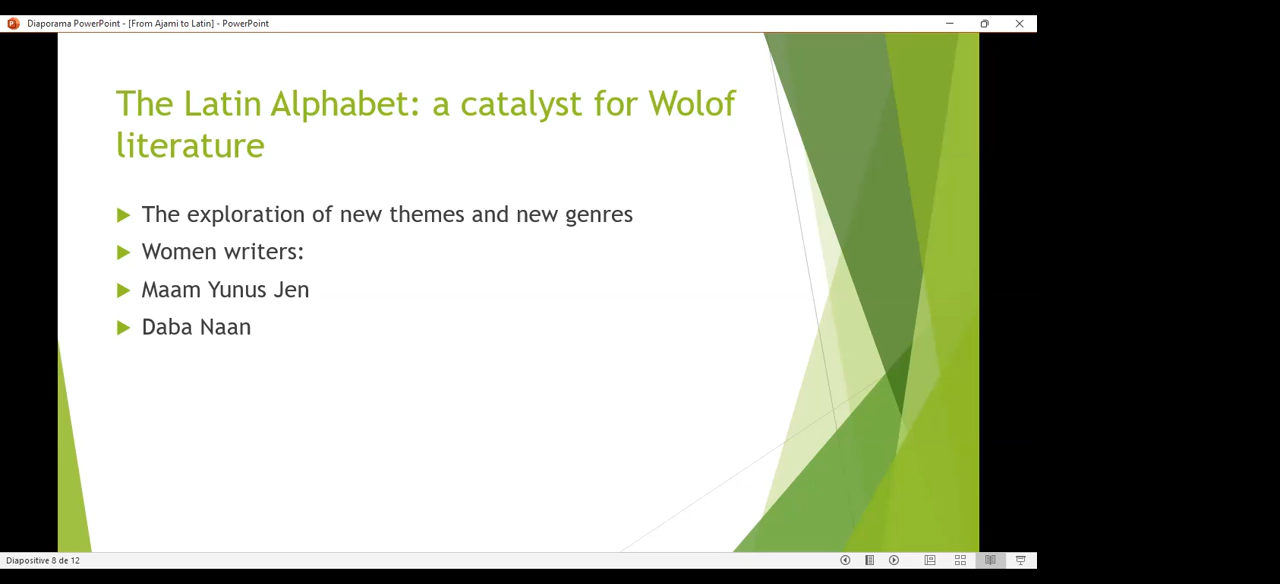 Diaporama PowerPoint - [From Ajami to Latin] - PowerPoint
The Latin Alphabet: a catalyst for Wolof
literature
The exploration of new themes and new genres
Women writers:
Maam Yunus Jen
Daba Naan
Diapositive 8 de 12